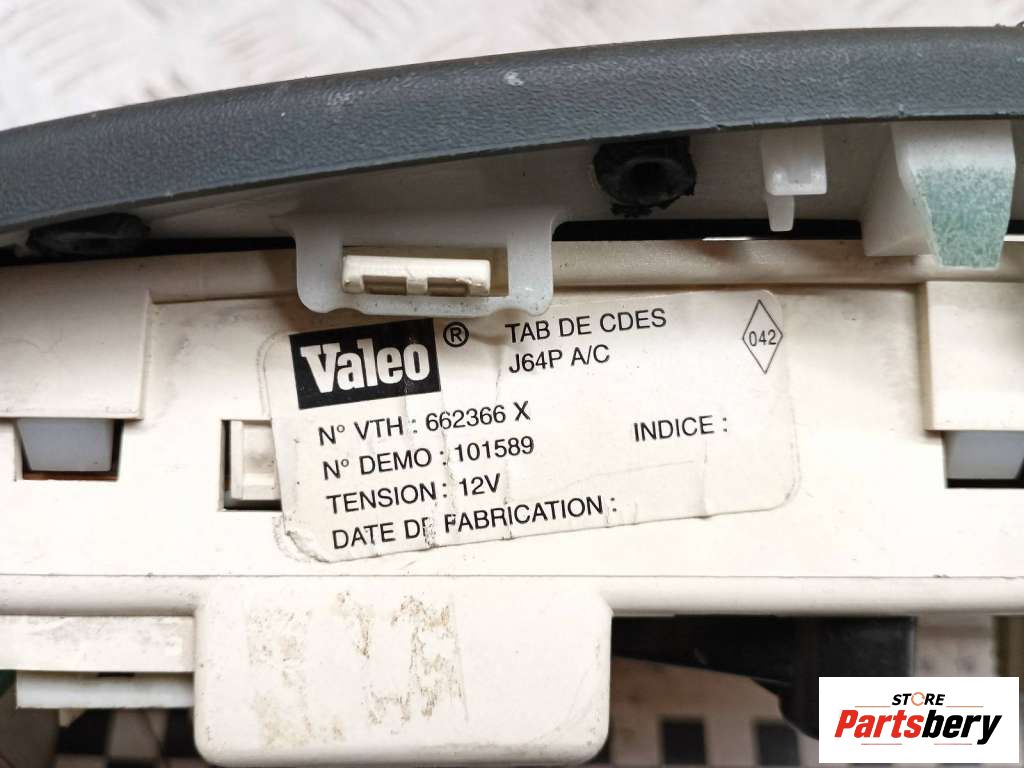 Valeo ®
TAB DE CDES
J64P A/C
042
N° VTH : 662366 X
N° DEMO : 101589
INDICE :
TENSION : 12V
DATE DE FABRICATION :
STORE
Partsbery